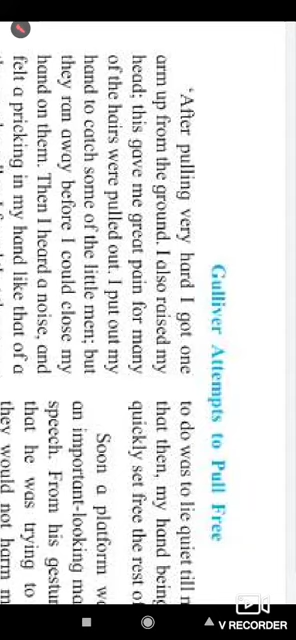 Gulliver Attempts to Pull Free
'After pulling very hard I got one
arm up from the ground. I also raised my
head; this gave me great pain for many
of the hairs were pulled out. I put out my
hand to catch some of the little men; but
they ran away before I could close my
hand on them. Then I heard a noise, and
felt a pricking in my hand like that of a
to do was to lie quiet till
that then, my hand being
quickly set free the rest of
Soon a platform
an important-looking
speech. From his
that he was trying to
they would not harm
V RECORDER